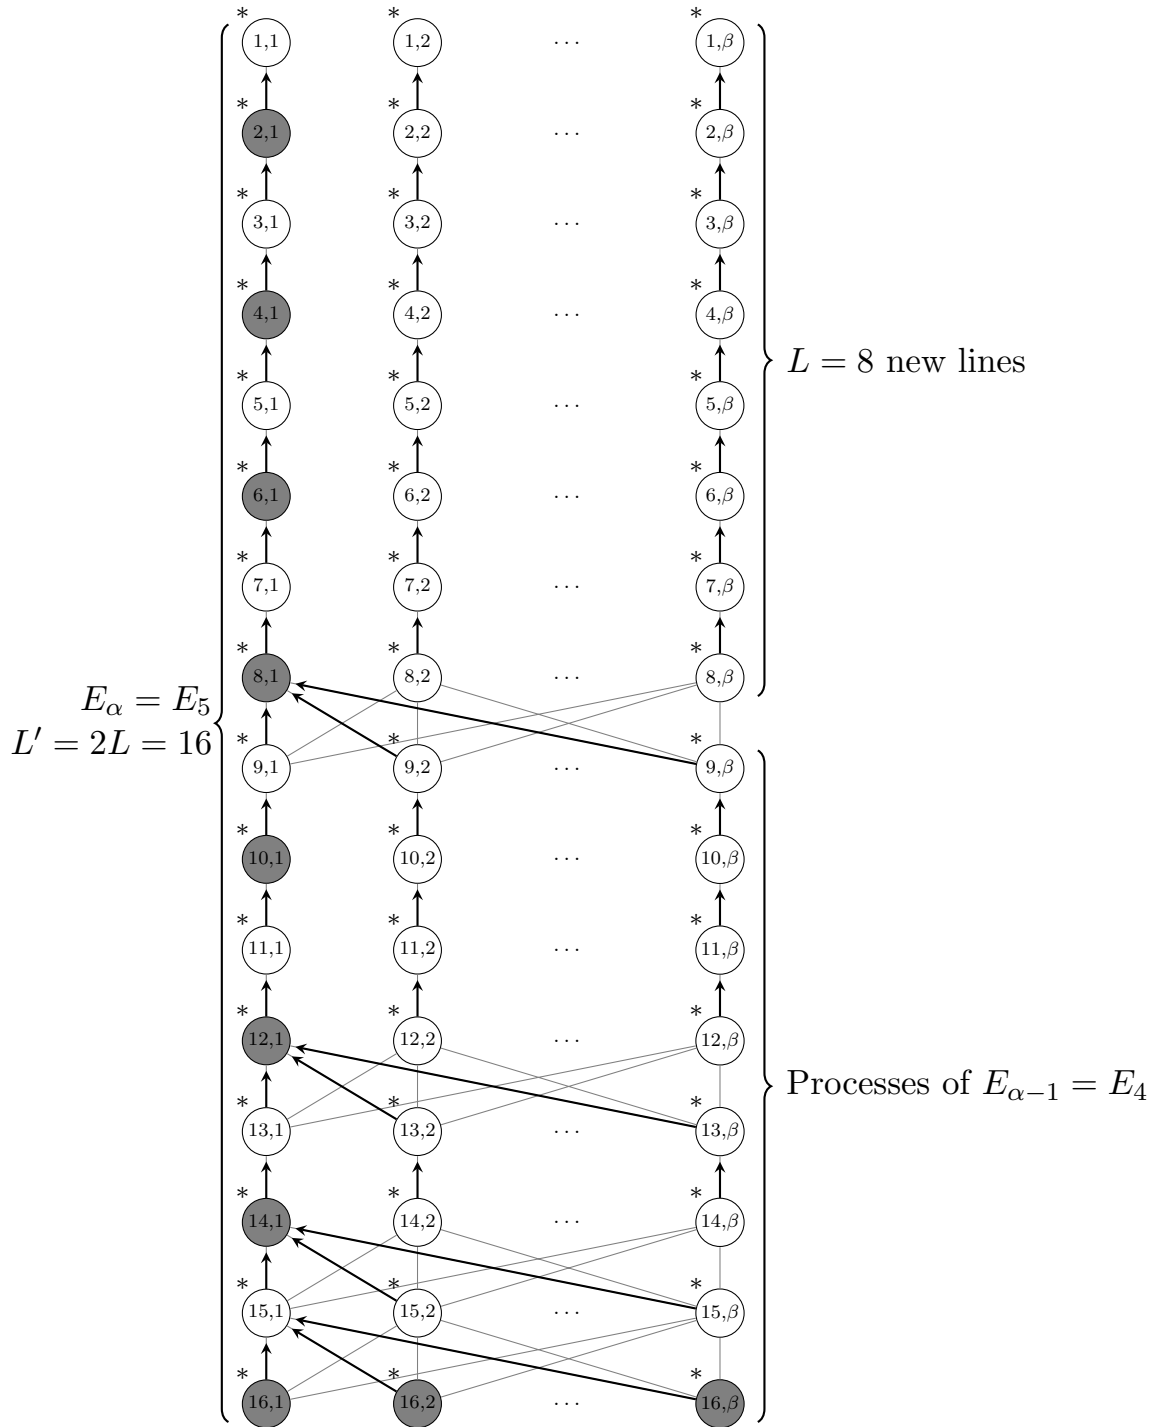 * * *
1,1 1,2 ··· 1,β
* * *
2,1 2,2 ··· 2,β
* * *
3,1 3,2 ··· 3,β
* * *
4,1 4,2 ··· 4,β
L = 8 new lines
* * *
5,1 5,2 ··· 5,β
* * *
6,1 6,2 ··· 6,β
* * *
7,1 7,2 ··· 7,β
* * *
8,1 8,2 ··· 8,β
E_α = E_5
L′ = 2L = 16
* * *
9,1 9,2 ··· 9,β
* * *
10,1 10,2 ··· 10,β
* * *
11,1 11,2 ··· 11,β
* * *
12,1 12,2 ··· 12,β
Processes of E_{α−1} = E_4
* * *
13,1 13,2 ··· 13,β
* * *
14,1 14,2 ··· 14,β
* * *
15,1 15,2 ··· 15,β
* * *
16,1 16,2 ··· 16,β